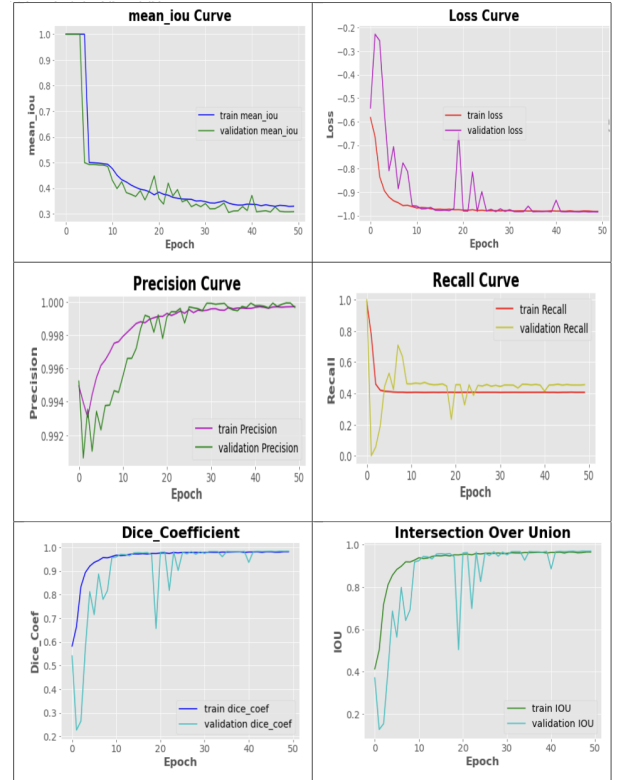 mean_iou Curve
1.0
0.9
0.8
0.7
0.6
0.5
0.4
0.3
mean_iou
train mean_iou
validation mean_iou
0 10 20 30 40 50
Epoch
Loss Curve
−0.2
−0.3
−0.4
−0.5
−0.6
−0.7
−0.8
−0.9
−1.0
Loss
train loss
validation loss
0 10 20 30 40 50
Epoch
Precision Curve
1.000
0.998
0.996
0.994
0.992
Precision
train Precision
validation Precision
0 10 20 30 40 50
Epoch
Recall Curve
1.0
0.8
0.6
0.4
0.2
0.0
Recall
train Recall
validation Recall
0 10 20 30 40 50
Epoch
Dice_Coefficient
1.0
0.9
0.8
0.7
0.6
0.5
0.4
0.3
0.2
Dice_Coef
train dice_coef
validation dice_coef
0 10 20 30 40 50
Epoch
Intersection Over Union
1.0
0.8
0.6
0.4
0.2
IOU
train IOU
validation IOU
0 10 20 30 40 50
Epoch